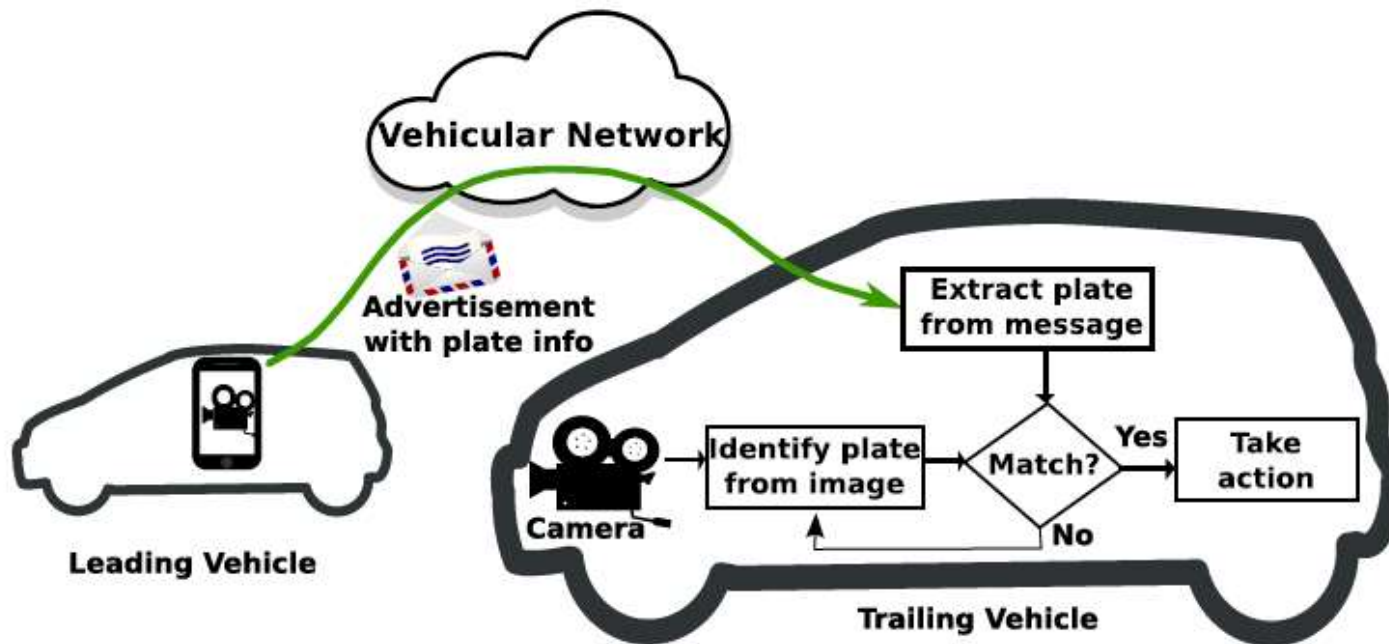 Vehicular Network
Advertisement
with plate info
Extract plate
from message
Identify plate
from image
Match?
Yes
Take
action
No
Camera
Leading Vehicle
Trailing Vehicle